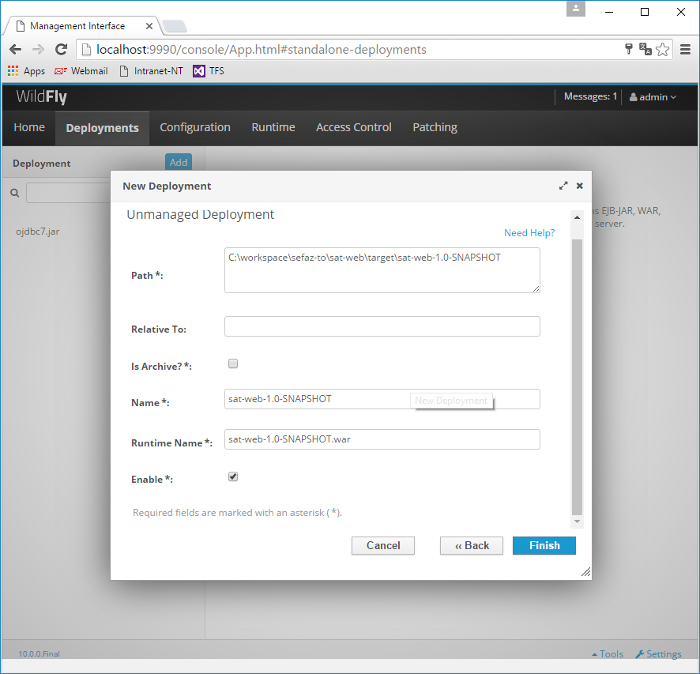 Management Interface
localhost:9990/console/App.html#standalone-deployments
Apps Webmail Intranet-NT TFS
WildFly
Messages: 1 admin
Home Deployments Configuration Runtime Access Control Patching
Deployment Add
ojdbc7.jar
s EJB-JAR, WAR,
server.
New Deployment
Unmanaged Deployment
Need Help?
Path *: C:\workspace\sefaz-to\sat-web\target\sat-web-1.0-SNAPSHOT
Relative To:
Is Archive? *:
Name *: sat-web-1.0-SNAPSHOT
New Deployment
Runtime Name *: sat-web-1.0-SNAPSHOT.war
Enable *:
Required fields are marked with an asterisk (*).
Cancel ‹‹ Back Finish
10.0.0.Final Tools Settings